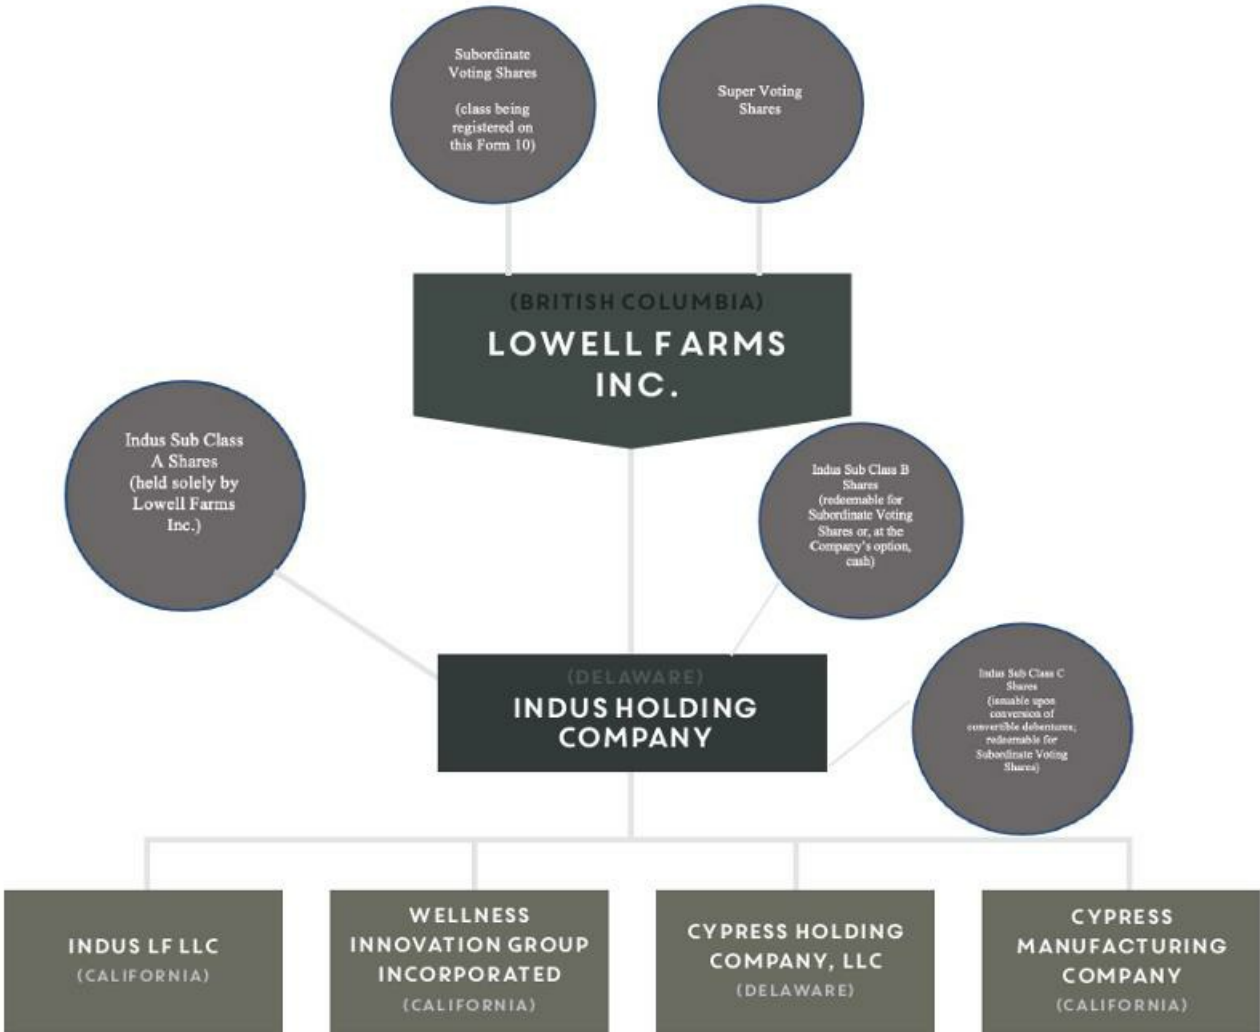 Subordinate
Voting Shares
(class being
registered on
this Form 10)
Super Voting
Shares
(BRITISH COLUMBIA)
LOWELL FARMS
INC.
Indus Sub Class
A Shares
(held solely by
Lowell Farms
Inc.)
Indus Sub Class B
Shares
(redeemable for
Subordinate Voting
Shares or, at the
Company's option,
cash)
(DELAWARE)
INDUS HOLDING
COMPANY
Indus Sub Class C
Shares
(issuable upon
conversion of
convertible debentures;
redeemable for
Subordinate Voting
Shares)
INDUS LF LLC
(CALIFORNIA)
WELLNESS
INNOVATION GROUP
INCORPORATED
(CALIFORNIA)
CYPRESS HOLDING
COMPANY, LLC
(DELAWARE)
CYPRESS
MANUFACTURING
COMPANY
(CALIFORNIA)